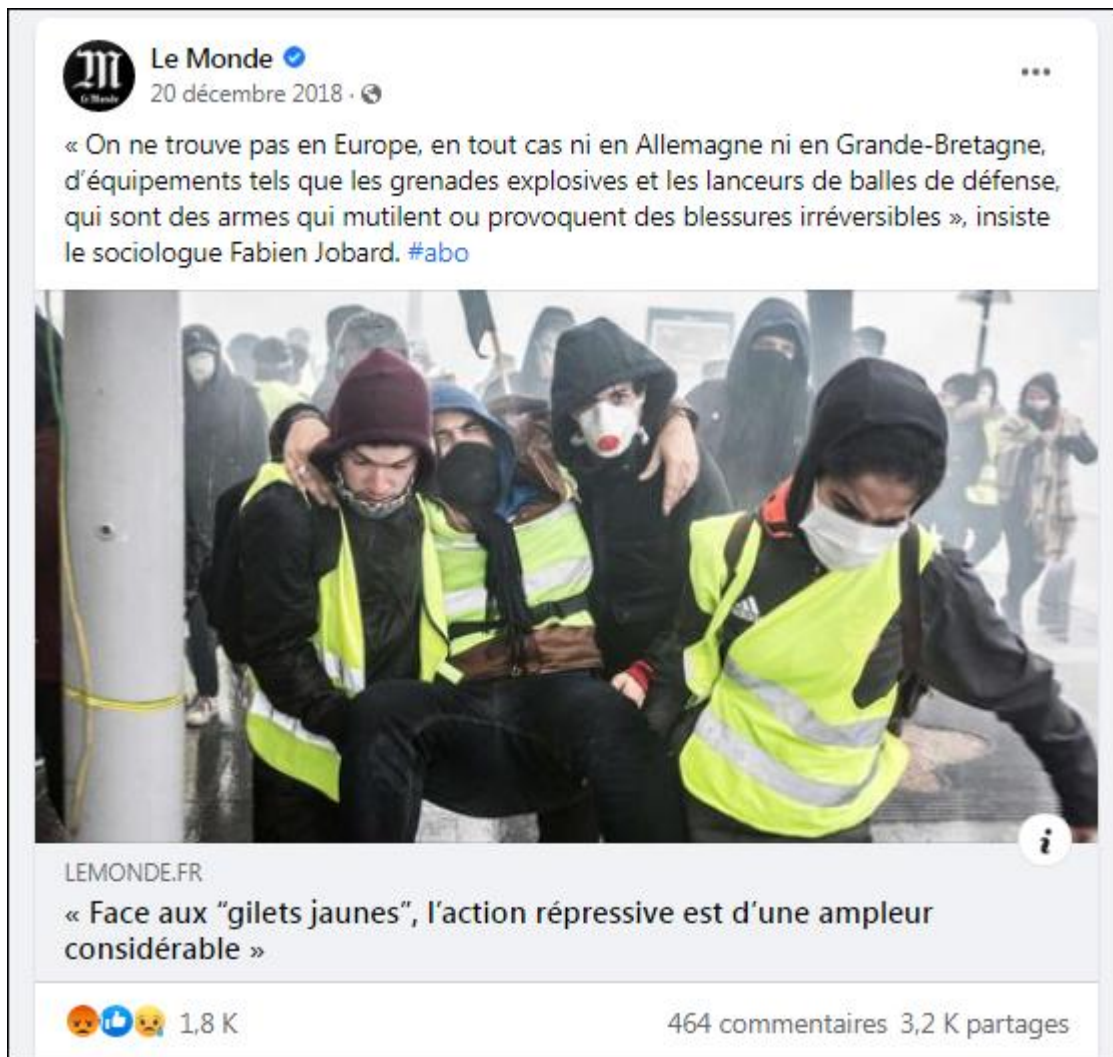 Le Monde
20 décembre 2018 ·
« On ne trouve pas en Europe, en tout cas ni en Allemagne ni en Grande-Bretagne,
d'équipements tels que les grenades explosives et les lanceurs de balles de défense,
qui sont des armes qui mutilent ou provoquent des blessures irréversibles », insiste
le sociologue Fabien Jobard. #abo
LEMONDE.FR
« Face aux “gilets jaunes”, l'action répressive est d'une ampleur
considérable »
1,8 K
464 commentaires 3,2 K partages